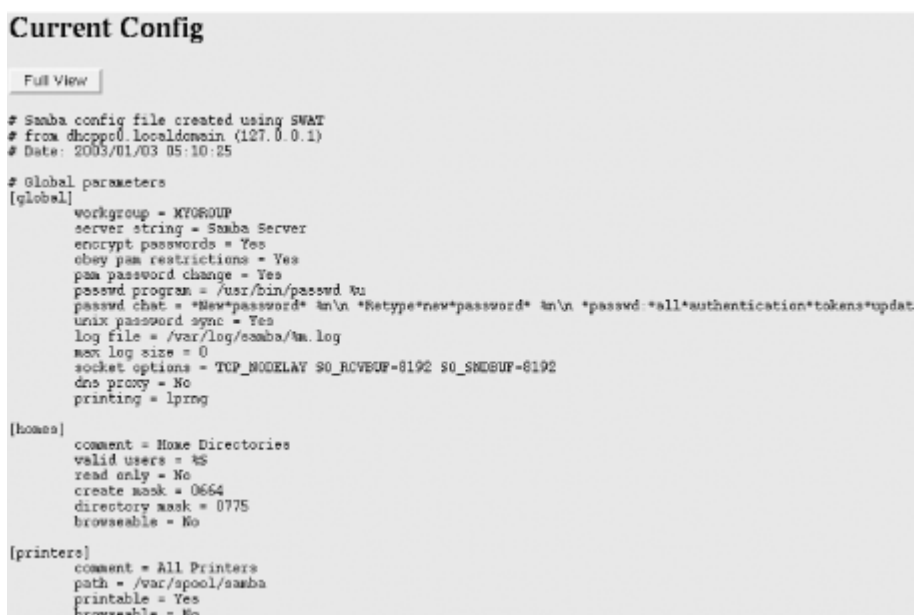 Current Config
Full View
# Samba config file created using SWAT
# from dhcppc0.localdomain (127.0.0.1)
# Date: 2003/01/03 05:10:25
# Global parameters
[global]
workgroup = MYGROUP
server string = Samba Server
encrypt passwords = Yes
obey pam restrictions = Yes
pam password change = Yes
passwd program = /usr/bin/passwd %u
passwd chat = *New*password* %n\n *Retype*new*password* %n\n *passwd:*all*authentication*tokens*updat
unix password sync = Yes
log file = /var/log/samba/%m.log
max log size = 0
socket options = TCP_NODELAY SO_RCVBUF=8192 SO_SNDBUF=8192
dns proxy = No
printing = lprng
[homes]
comment = Home Directories
valid users = %S
read only = No
create mask = 0664
directory mask = 0775
browseable = No
[printers]
comment = All Printers
path = /var/spool/samba
printable = Yes
browseable = No